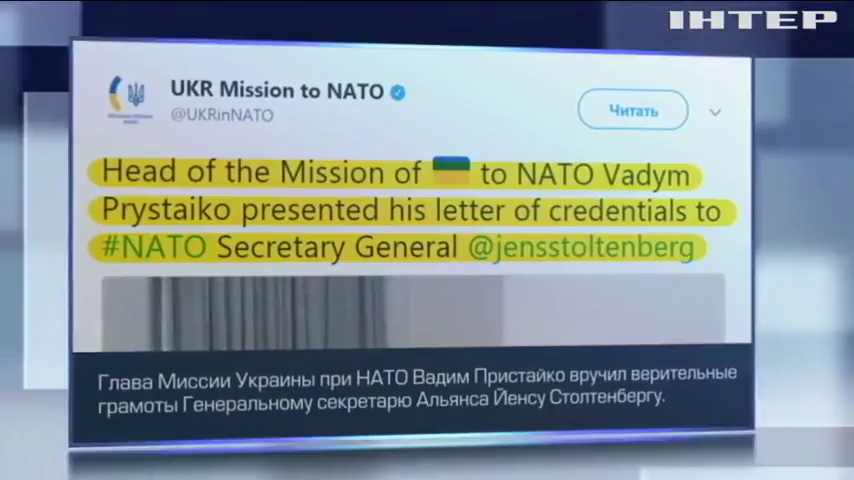 ІНТЕР
UKR Mission to NATO
@UKRinNATO
Читать
Head of the Mission of 🇺🇦 to NATO Vadym
Prystaiko presented his letter of credentials to
#NATO Secretary General @jensstoltenberg
Глава Миссии Украины при НАТО Вадим Пристайко вручил верительные
грамоты Генеральному секретарю Альянса Йенсу Столтенбергу.